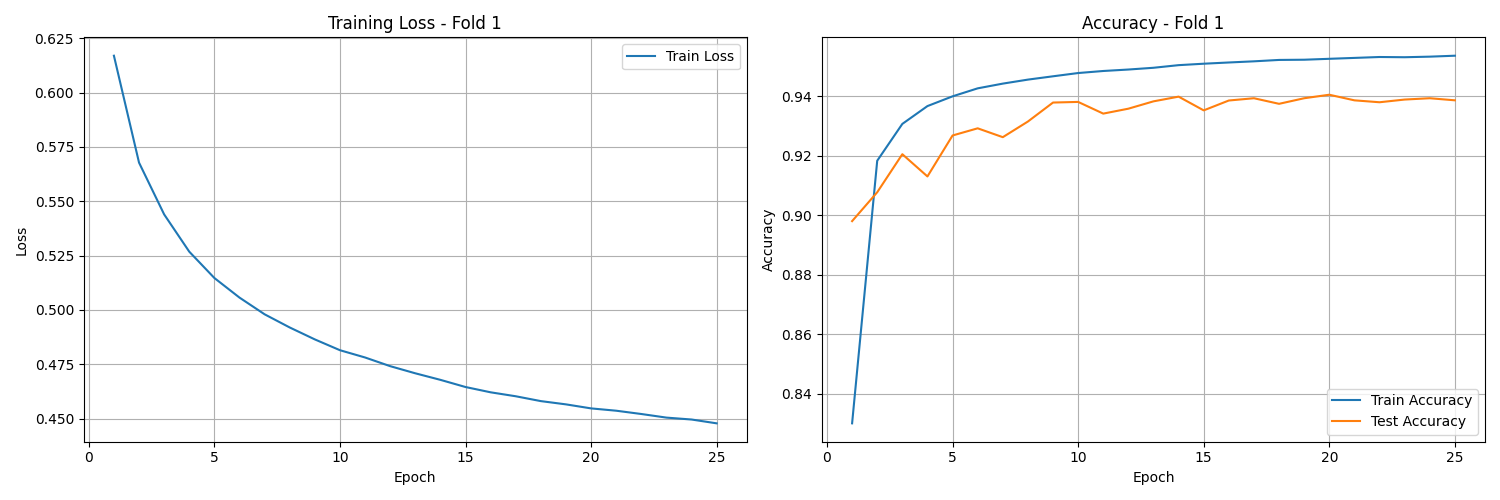 Training Loss - Fold 1
Train Loss
Loss
0.625
0.600
0.575
0.550
0.525
0.500
0.475
0.450
0 5 10 15 20 25
Epoch
Accuracy - Fold 1
Accuracy
0.94
0.92
0.90
0.88
0.86
0.84
Train Accuracy
Test Accuracy
0 5 10 15 20 25
Epoch